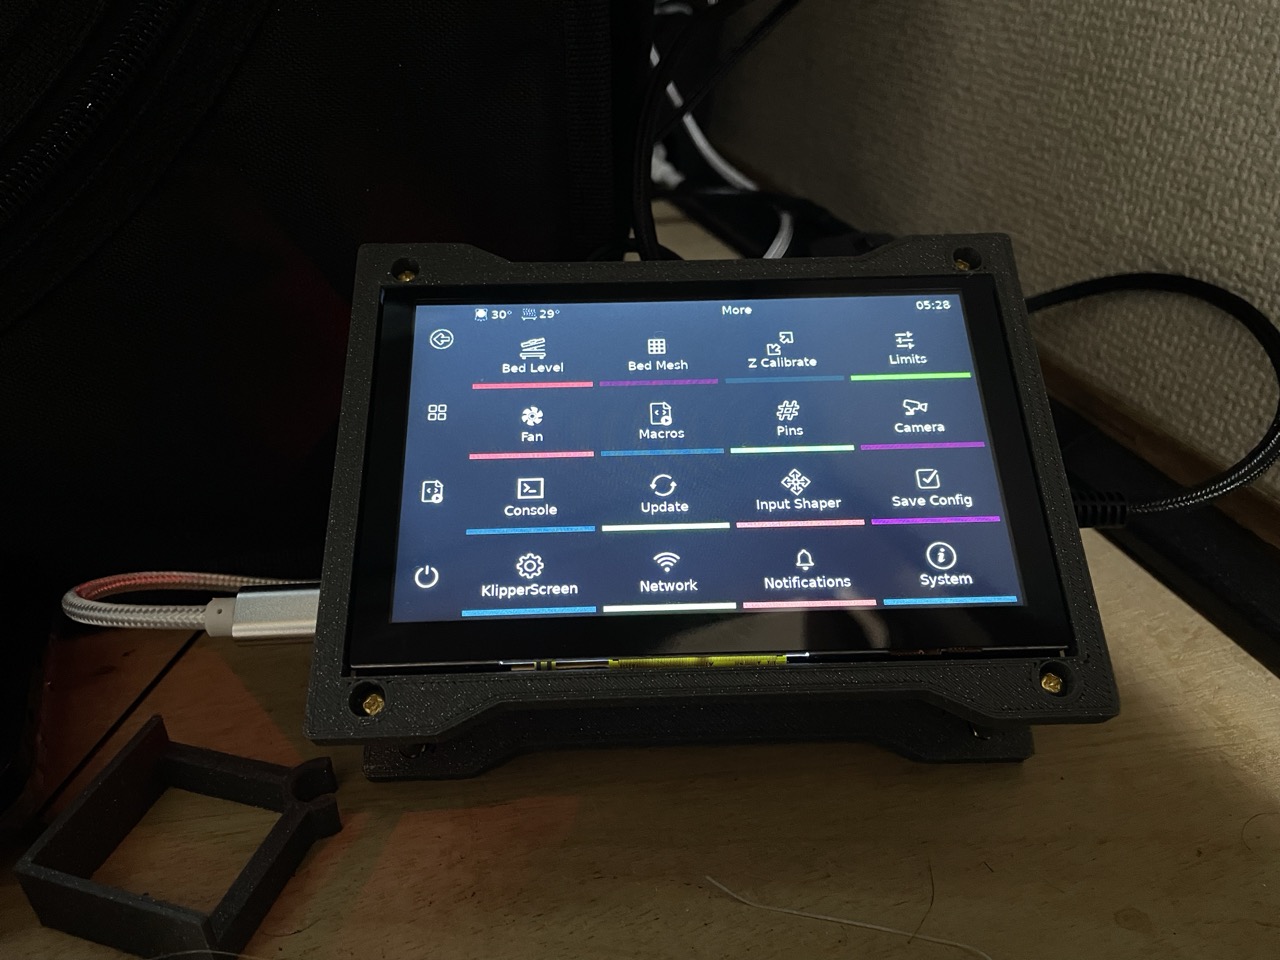 30° 29° More 05:28
Bed Level Bed Mesh Z Calibrate Limits
Fan Macros Pins Camera
Console Update Input Shaper Save Config
KlipperScreen Network Notifications System